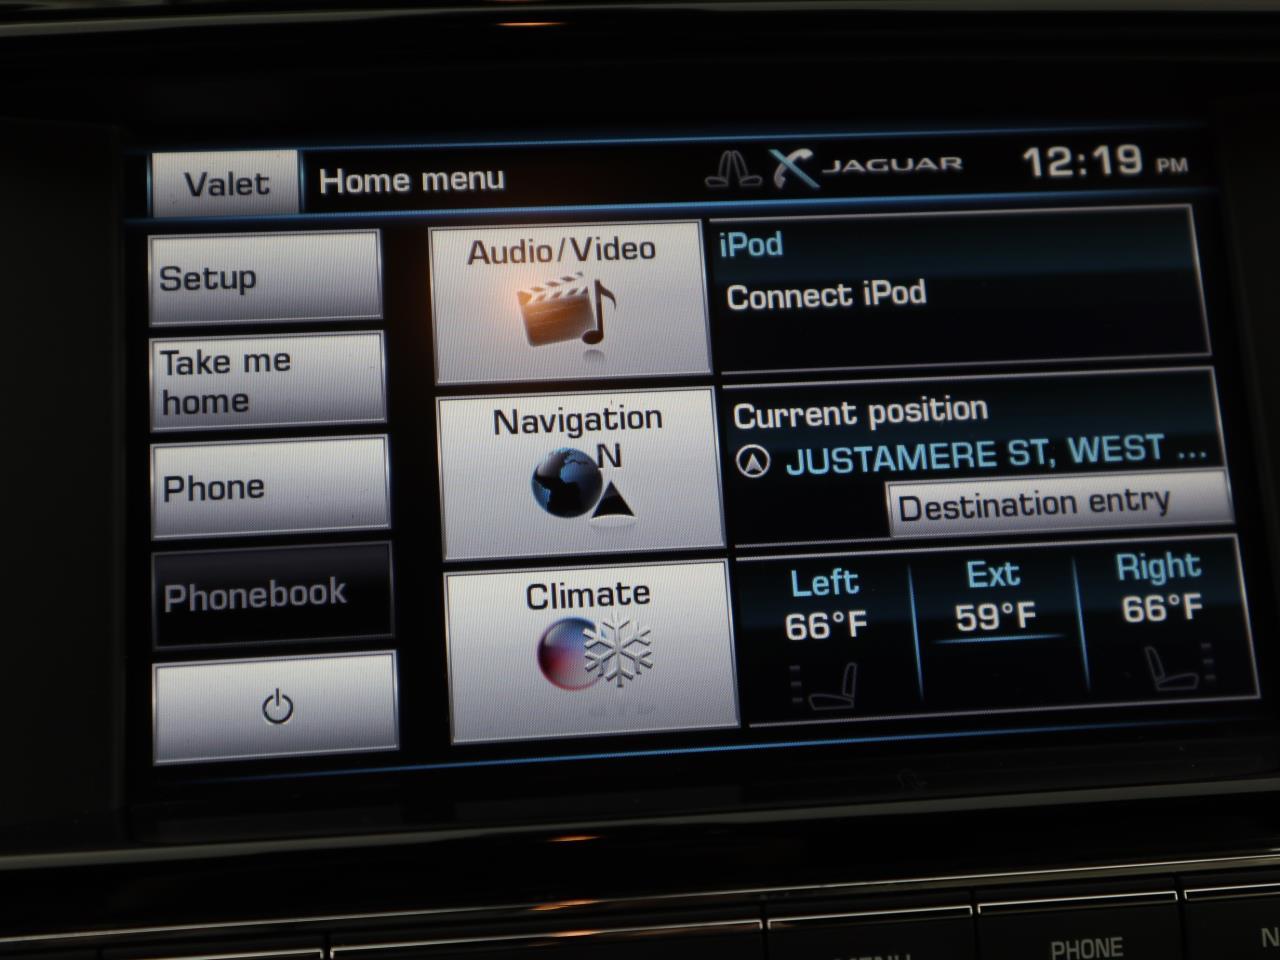 Valet
Home menu
JAGUAR
12:19 PM
Setup
Take me
home
Phone
Phonebook
Audio/Video
iPod
Connect iPod
Navigation
N
Current position
JUSTAMERE ST, WEST ...
Destination entry
Climate
Left
66°F
Ext
59°F
Right
66°F
PHONE